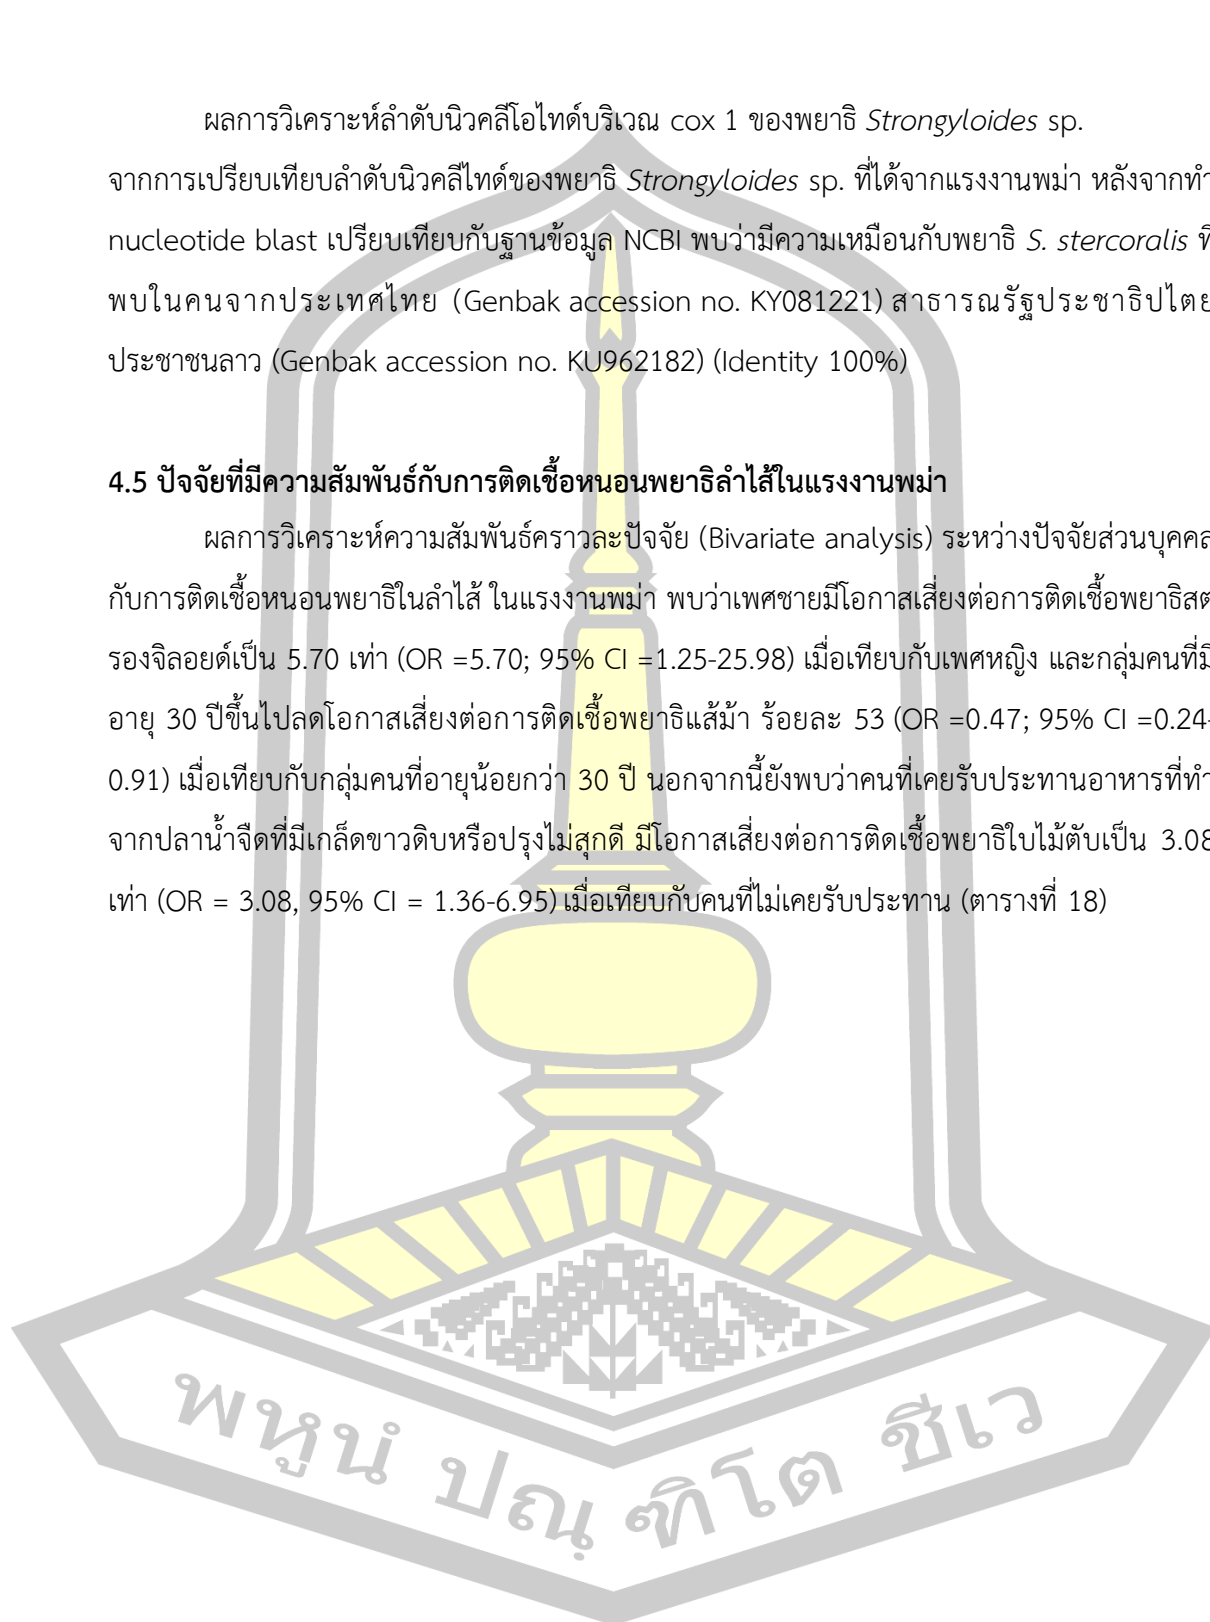 ผลการวิเคราะห์ลำดับนิวคลีโอไทด์บริเวณ cox 1 ของพยาธิ Strongyloides sp.
จากการเปรียบเทียบลำดับนิวคลีไทด์ของพยาธิ Strongyloides sp. ที่ได้จากแรงงานพม่า หลังจากทำ
nucleotide blast เปรียบเทียบกับฐานข้อมูล NCBI พบว่ามีความเหมือนกับพยาธิ S. stercoralis ที่
พบในคนจากประเทศไทย (Genbak accession no. KY081221) สาธารณรัฐประชาธิปไตย
ประชาชนลาว (Genbak accession no. KU962182) (Identity 100%)
4.5 ปัจจัยที่มีความสัมพันธ์กับการติดเชื้อหนอนพยาธิลำไส้ในแรงงานพม่า
ผลการวิเคราะห์ความสัมพันธ์คราวละปัจจัย (Bivariate analysis) ระหว่างปัจจัยส่วนบุคคล
กับการติดเชื้อหนอนพยาธิในลำไส้ ในแรงงานพม่า พบว่าเพศชายมีโอกาสเสี่ยงต่อการติดเชื้อพยาธิสต
รองจิลอยด์เป็น 5.70 เท่า (OR =5.70; 95% CI =1.25-25.98) เมื่อเทียบกับเพศหญิง และกลุ่มคนที่มี
อายุ 30 ปีขึ้นไปลดโอกาสเสี่ยงต่อการติดเชื้อพยาธิแส้ม้า ร้อยละ 53 (OR =0.47; 95% CI =0.24-
0.91) เมื่อเทียบกับกลุ่มคนที่อายุน้อยกว่า 30 ปี นอกจากนี้ยังพบว่าคนที่เคยรับประทานอาหารที่ทำ
จากปลาน้ำจืดที่มีเกล็ดขาวดิบหรือปรุงไม่สุกดี มีโอกาสเสี่ยงต่อการติดเชื้อพยาธิใบไม้ตับเป็น 3.08
เท่า (OR = 3.08, 95% CI = 1.36-6.95) เมื่อเทียบกับคนที่ไม่เคยรับประทาน (ตารางที่ 18)
พหูนํ ปณฺฑิโต ชีเว